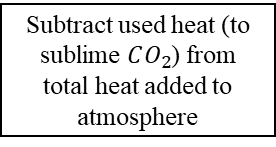 Subtract used heat (to
sublime CO₂) from
total heat added to
atmosphere